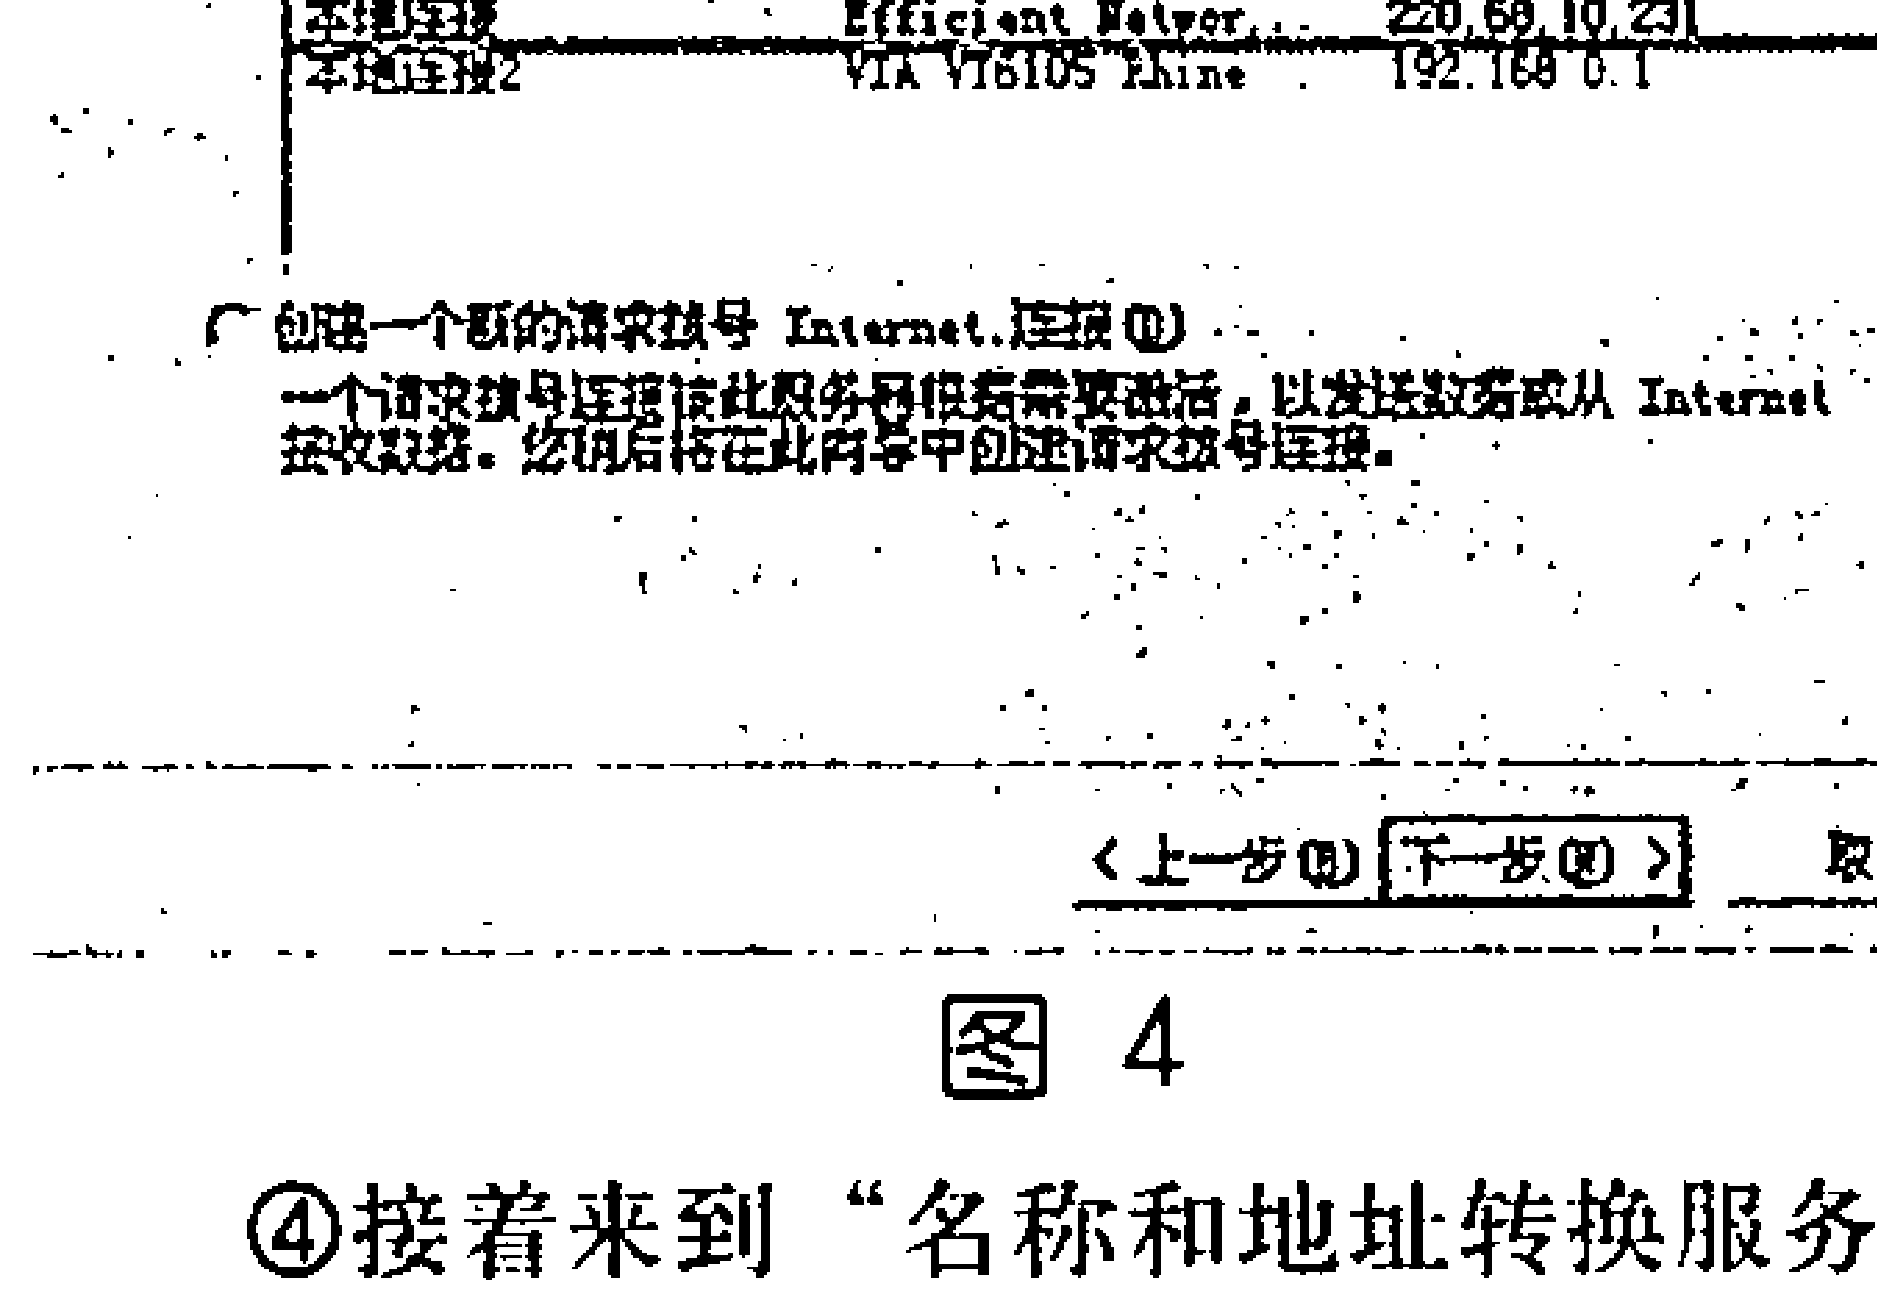 本地连接 Efficient Networ... 220.68.10.231
本地连接2 VIA VT6105 Rhine . 192.168 0.1
创建一个新的请求拨号 Internet 连接(I)
一个请求拨号连接使此服务器根据需要激活，以发送数据或从 Internet
接收数据。您稍后将在此向导中创建请求拨号连接。
< 上一步(B) 下一步(N) > 取
图 4
④接着来到 “名称和地址转换服务